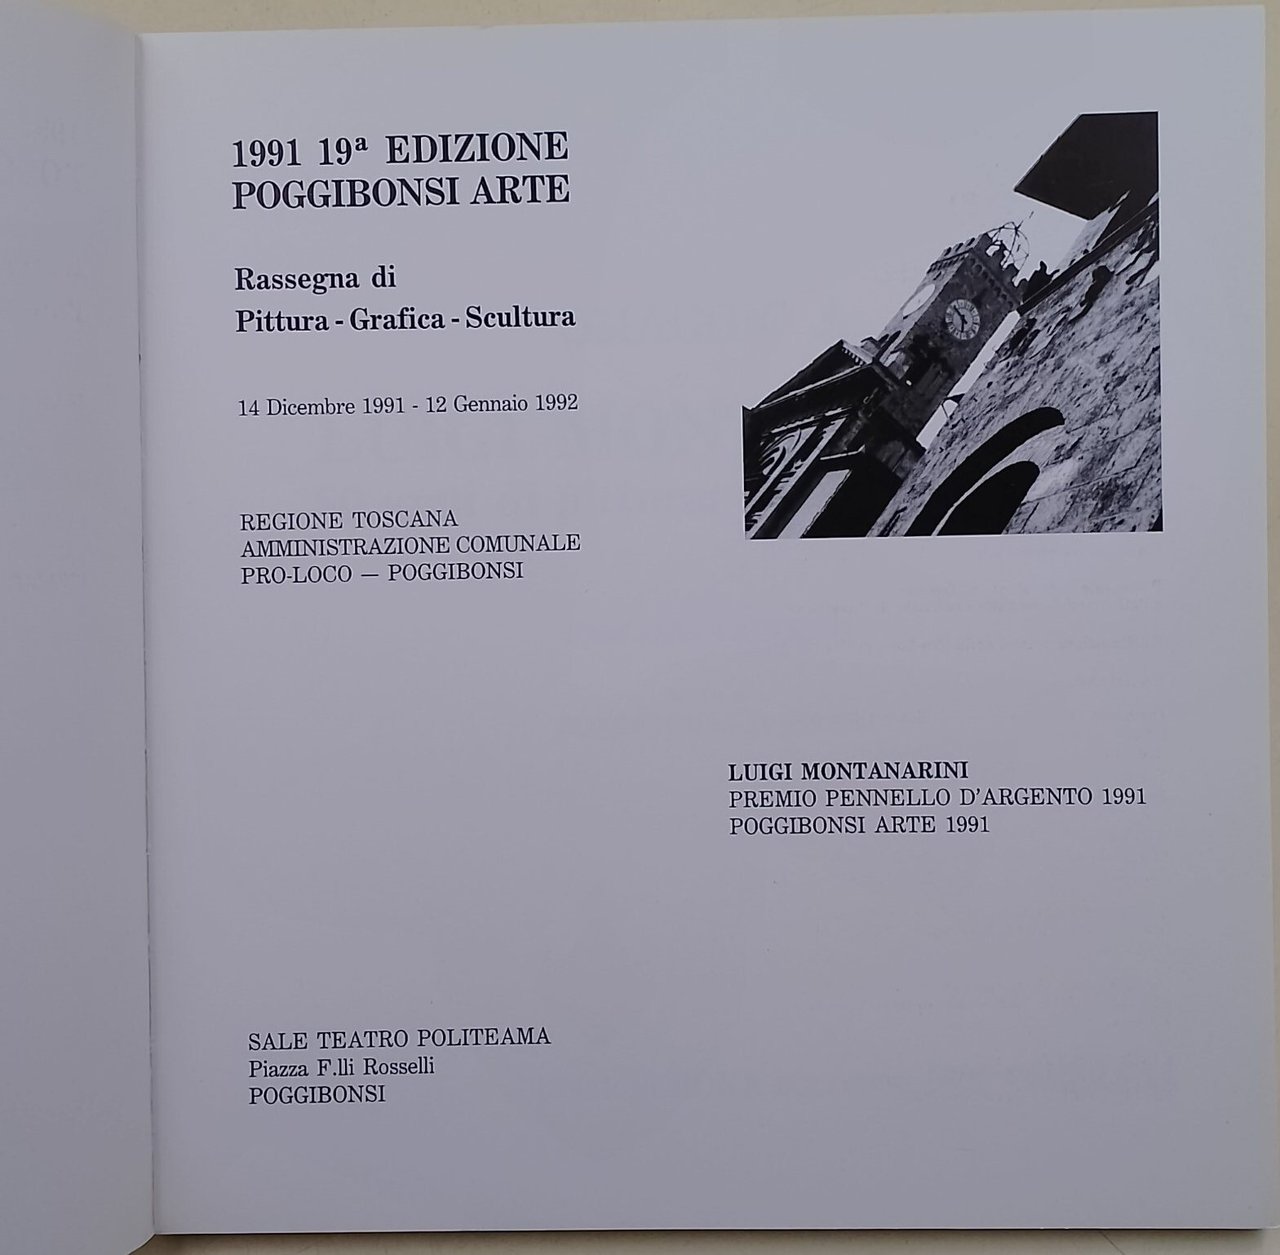 1991 19ª EDIZIONE
POGGIBONSI ARTE
Rassegna di
Pittura - Grafica - Scultura
14 Dicembre 1991 - 12 Gennaio 1992
REGIONE TOSCANA
AMMINISTRAZIONE COMUNALE
PRO-LOCO — POGGIBONSI
LUIGI MONTANARINI
PREMIO PENNELLO D'ARGENTO 1991
POGGIBONSI ARTE 1991
SALE TEATRO POLITEAMA
Piazza F.lli Rosselli
POGGIBONSI